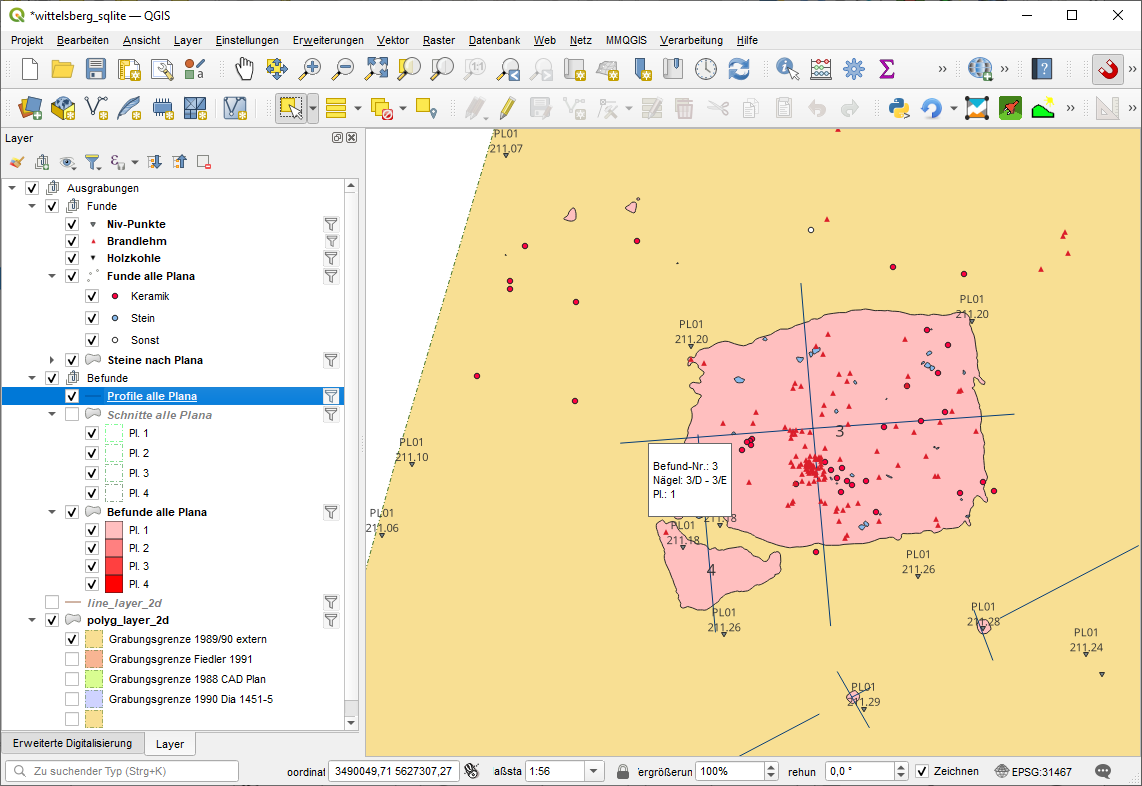 *wittelsberg_sqlite — QGIS
Projekt Bearbeiten Ansicht Layer Einstellungen Erweiterungen Vektor Raster Datenbank Web Netz MMQGIS Verarbeitung Hilfe
Layer
Ausgrabungen
Funde
Niv-Punkte
Brandlehm
Holzkohle
Funde alle Plana
Keramik
Stein
Sonst
Steine nach Plana
Befunde
Profile alle Plana
Schnitte alle Plana
Pl. 1
Pl. 2
Pl. 3
Pl. 4
Befunde alle Plana
Pl. 1
Pl. 2
Pl. 3
Pl. 4
line_layer_2d
polyg_layer_2d
Grabungsgrenze 1989/90 extern
Grabungsgrenze Fiedler 1991
Grabungsgrenze 1988 CAD Plan
Grabungsgrenze 1990 Dia 1451-5
Erweiterte Digitalisierung Layer
PL01
211.07
PL01
211.20
PL01
211.20
3
PL01
211.10
Befund-Nr.: 3
Nägel: 3/D - 3/E
Pl.: 1
PL01
211.06
211.18
PL01
211.18
4
PL01
211.26
PL01
211.26
PL01
211.28
PL01
211.24
PL01
211.29
Zu suchender Typ (Strg+K)
oordinat 3490049,71 5627307,27 aßsta 1:56 ergrößerun 100% rehun 0,0 ° Zeichnen EPSG:31467